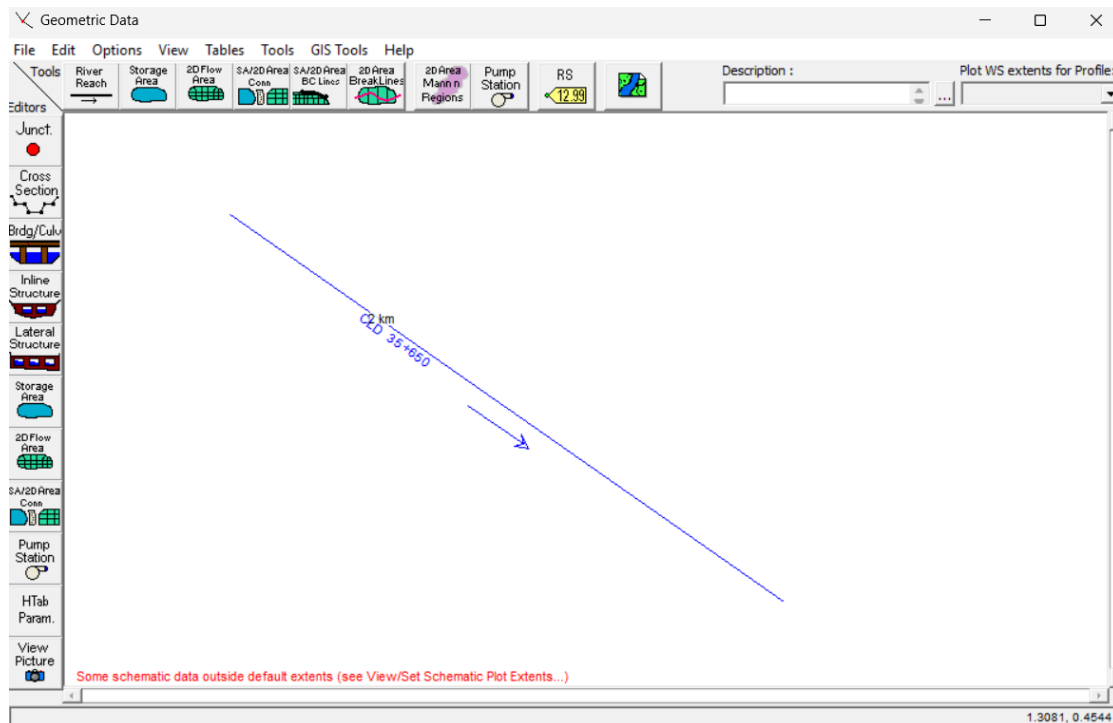 Geometric Data
File Edit Options View Tables Tools GIS Tools Help
Tools
Editors
River
Reach
Storage
Area
2D Flow
Area
SA/2D Area
Conn
SA/2D Area
BC Lines
2D Area
BreakLines
2D Area
Mann n
Regions
Pump
Station
RS
12.99
Description :
...
Plot WS extents for Profile:
Junct.
Cross
Section
Brdg/Culv
Inline
Structure
Lateral
Structure
Storage
Area
2D Flow
Area
SA/2D Area
Conn
Pump
Station
HTab
Param.
View
Picture
2 km
CLD 35+650
Some schematic data outside default extents (see View/Set Schematic Plot Extents...)
1.3081, 0.4544